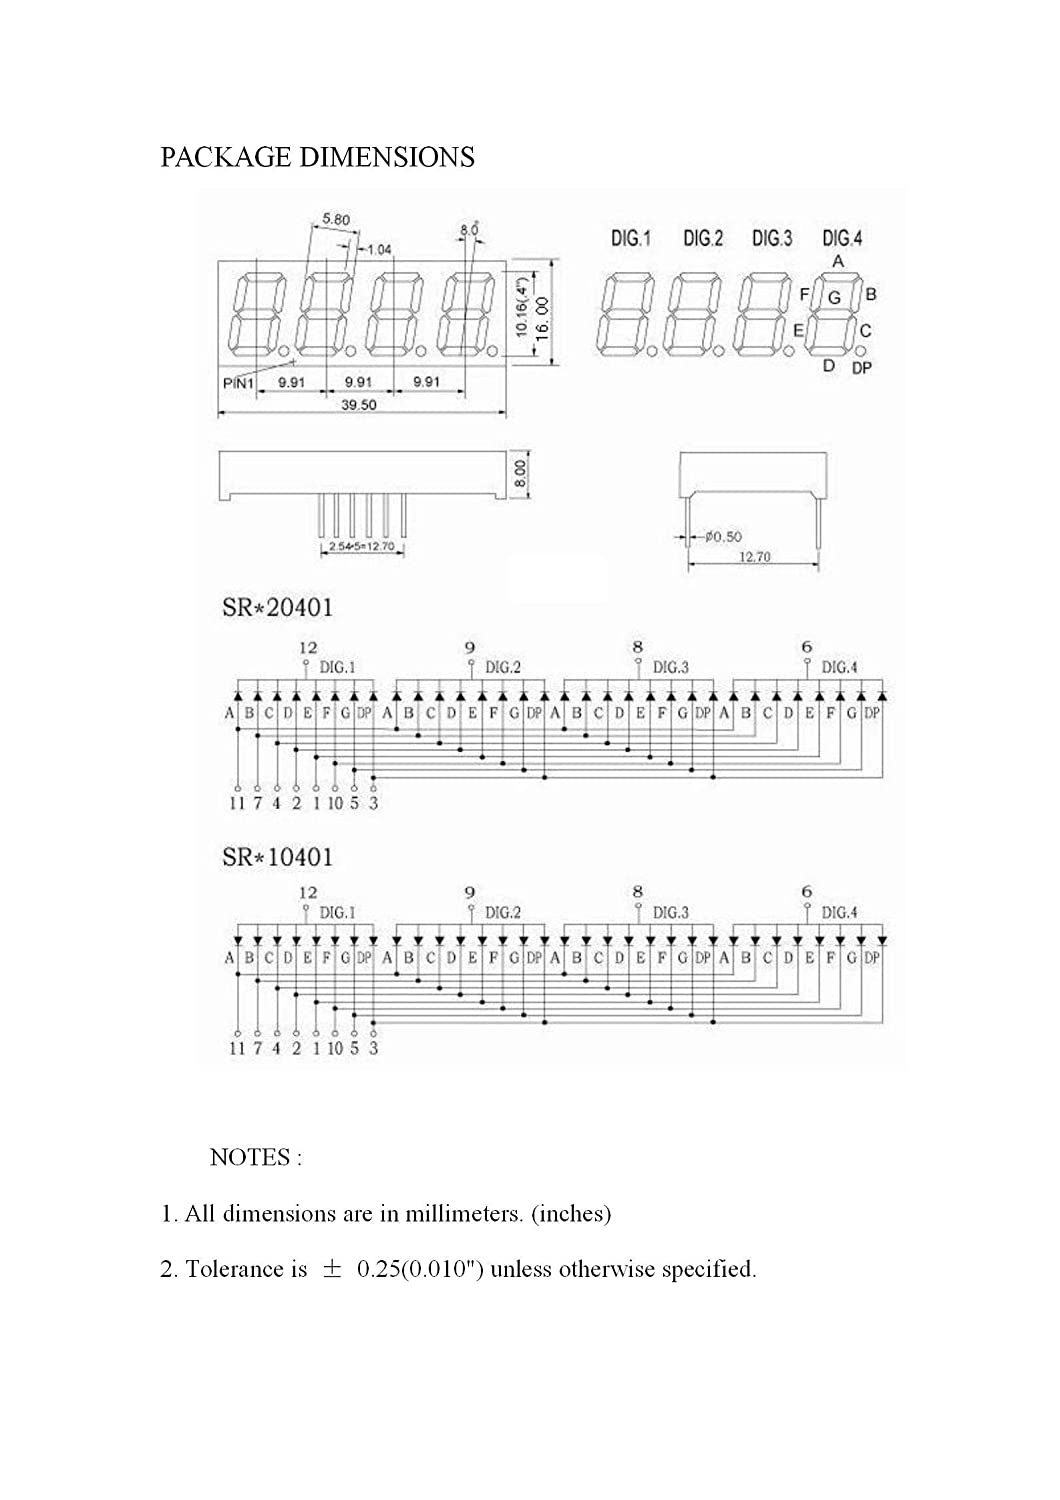 PACKAGE DIMENSIONS
5.80
1.04
8.0°
10.16(.4")
16.00
PIN1
9.91
9.91
9.91
39.50
DIG.1 DIG.2 DIG.3 DIG.4
A
F G B
E C
D DP
8.00
2.54*5=12.70
Ø0.50
12.70
SR*20401
12 9 8 6
DIG.1 DIG.2 DIG.3 DIG.4
A B C D E F G DP A B C D E F G DP A B C D E F G DP A B C D E F G DP
11 7 4 2 1 10 5 3
SR*10401
12 9 8 6
DIG.1 DIG.2 DIG.3 DIG.4
A B C D E F G DP A B C D E F G DP A B C D E F G DP A B C D E F G DP
11 7 4 2 1 10 5 3
NOTES :
1. All dimensions are in millimeters. (inches)
2. Tolerance is ± 0.25(0.010") unless otherwise specified.